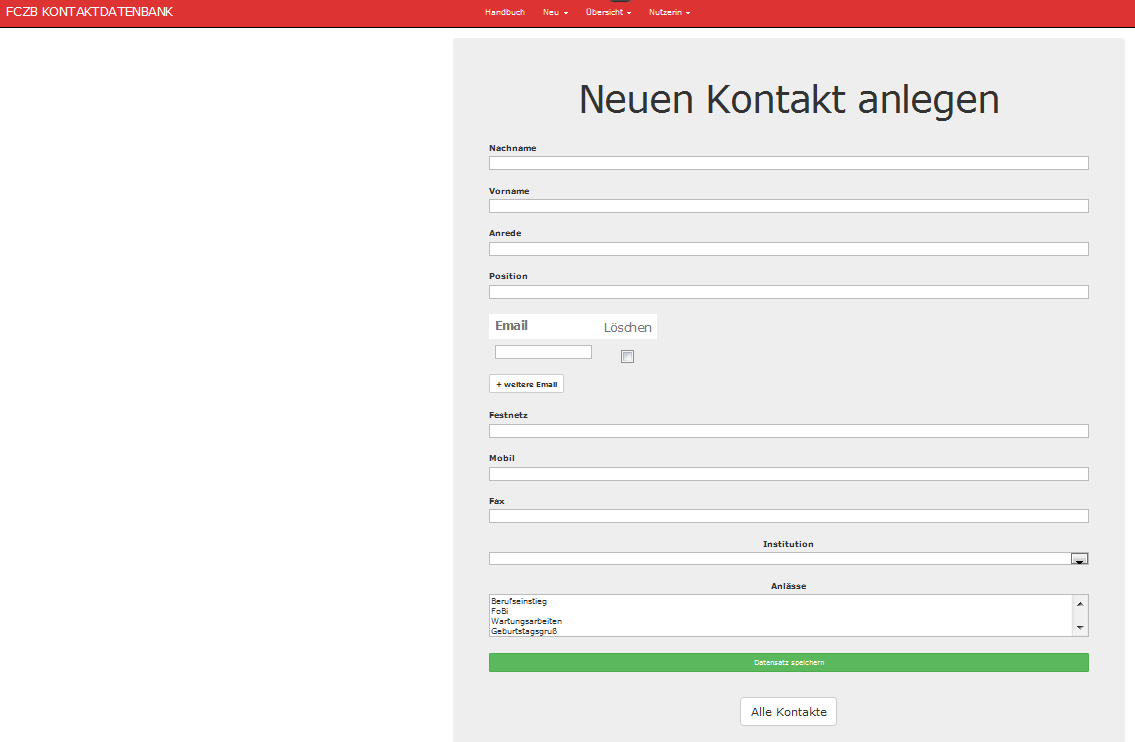 FCZB KONTAKTDATENBANK
Handbuch Neu Übersicht Nutzerin
Neuen Kontakt anlegen
Nachname
Vorname
Anrede
Position
Email Löschen
+ weitere Email
Festnetz
Mobil
Fax
Institution
Anlässe
Berufseinstieg
FoBi
Wartungsarbeiten
Geburtstagsgruß
Datensatz speichern
Alle Kontakte